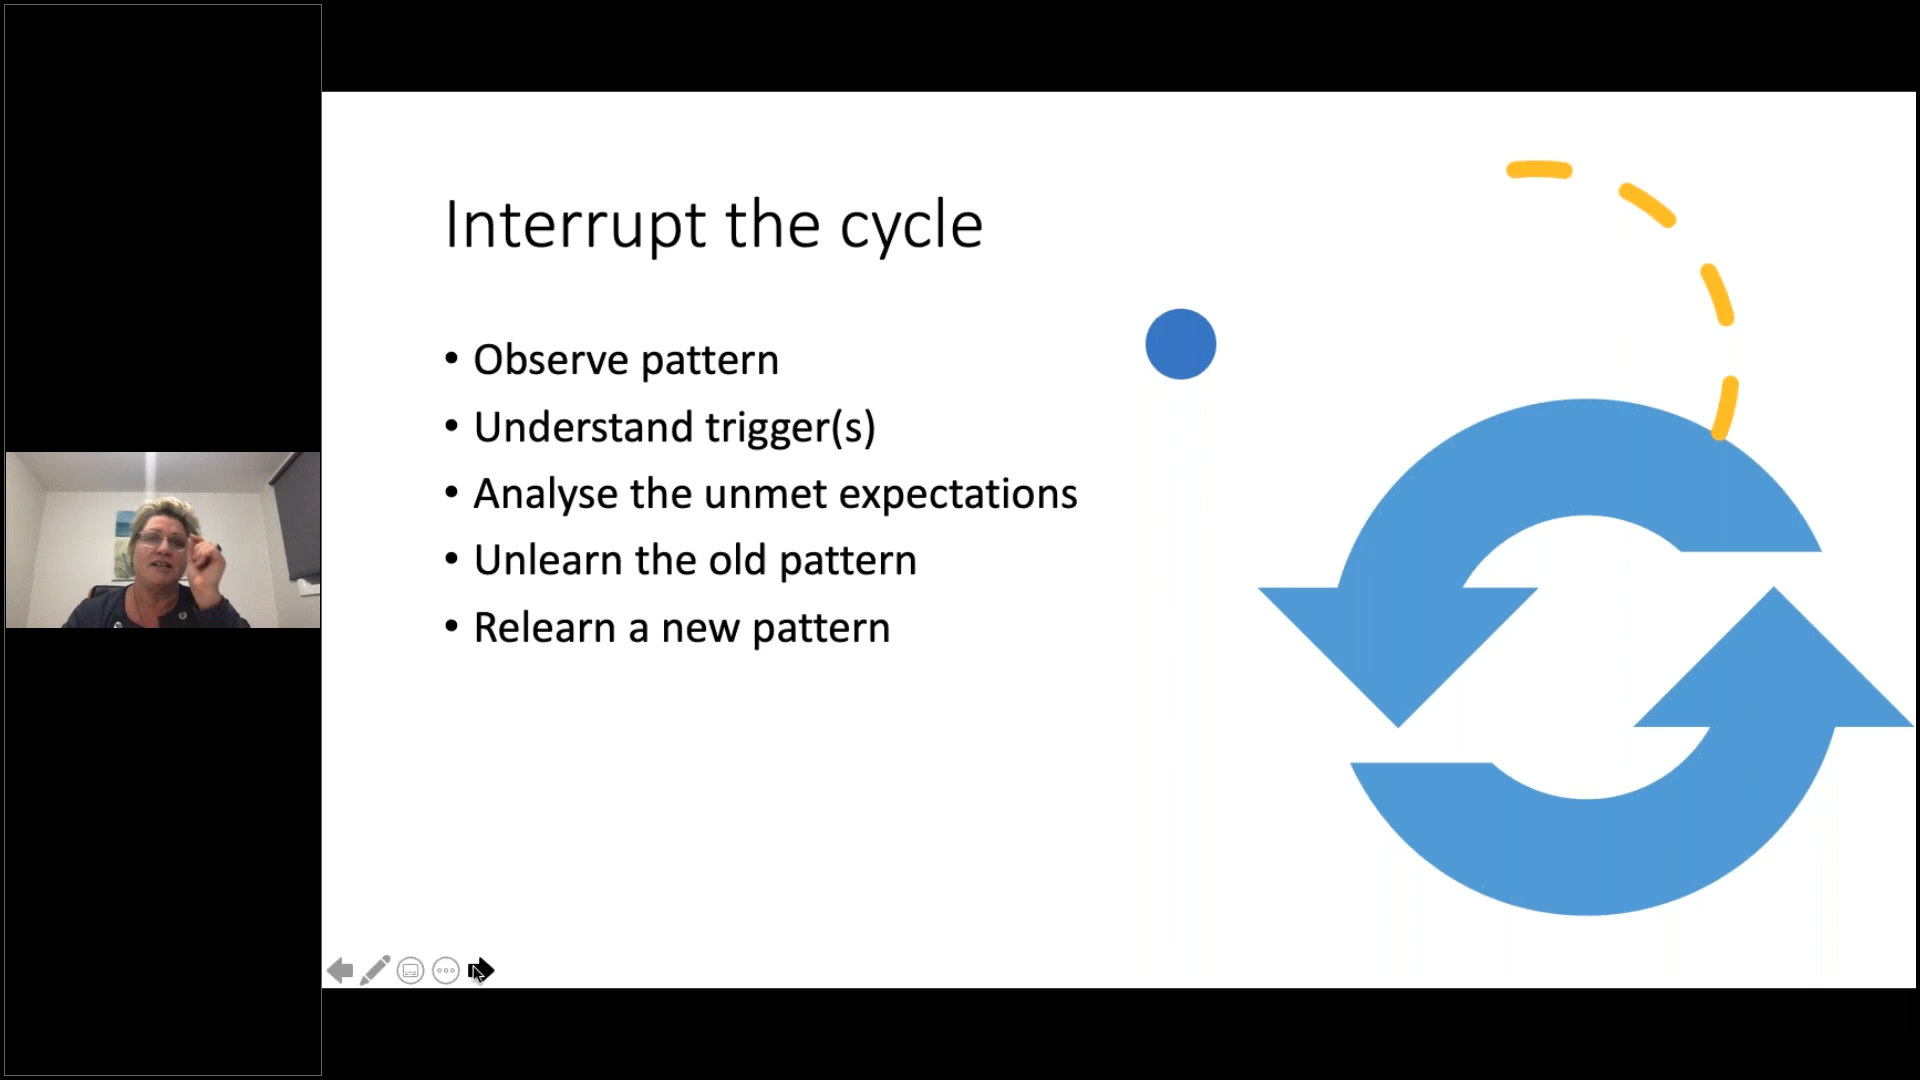 Interrupt the cycle
• Observe pattern
• Understand trigger(s)
• Analyse the unmet expectations
• Unlearn the old pattern
• Relearn a new pattern